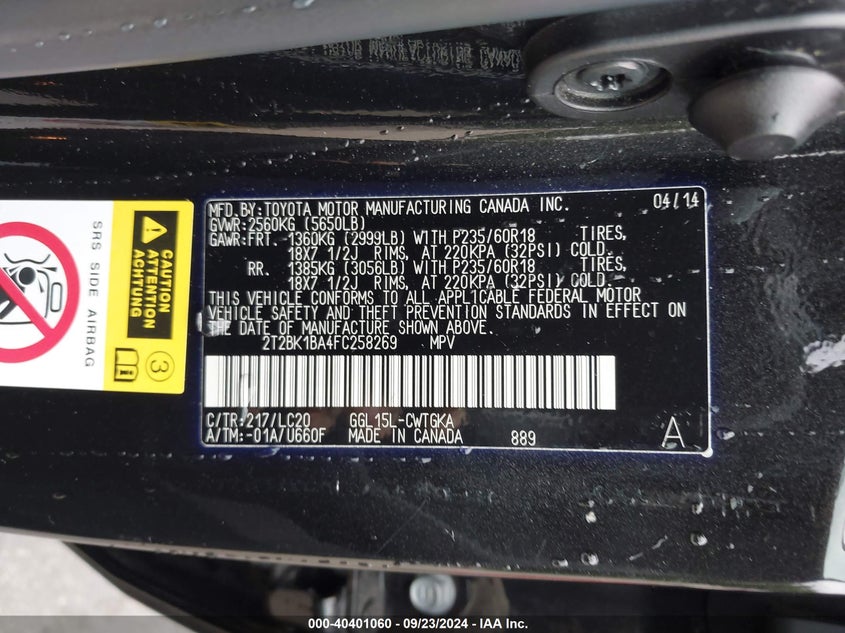 MFD.BY:TOYOTA MOTOR MANUFACTURING CANADA INC. 04/14
GVWR:2560KG (5650LB)
GAWR:FRT. 1360KG (2999LB) WITH P235/60R18 TIRES,
18X7 1/2J RIMS, AT 220KPA (32PSI) COLD.
RR. 1385KG (3056LB) WITH P235/60R18 TIRES,
18X7 1/2J RIMS, AT 220KPA (32PSI) COLD.
THIS VEHICLE CONFORMS TO ALL APPLICABLE FEDERAL MOTOR
VEHICLE SAFETY AND THEFT PREVENTION STANDARDS IN EFFECT ON
THE DATE OF MANUFACTURE SHOWN ABOVE.
2T2BK1BA4FC258269 MPV
C/TR:217/LC20 GGL15L-CWTGKA
A/TM:-01A/U660F MADE IN CANADA 889 A
SRS SIDE AIRBAG
CAUTION
ATTENTION
ACHTUNG
3
000-40401060 - 09/23/2024 - IAA Inc.